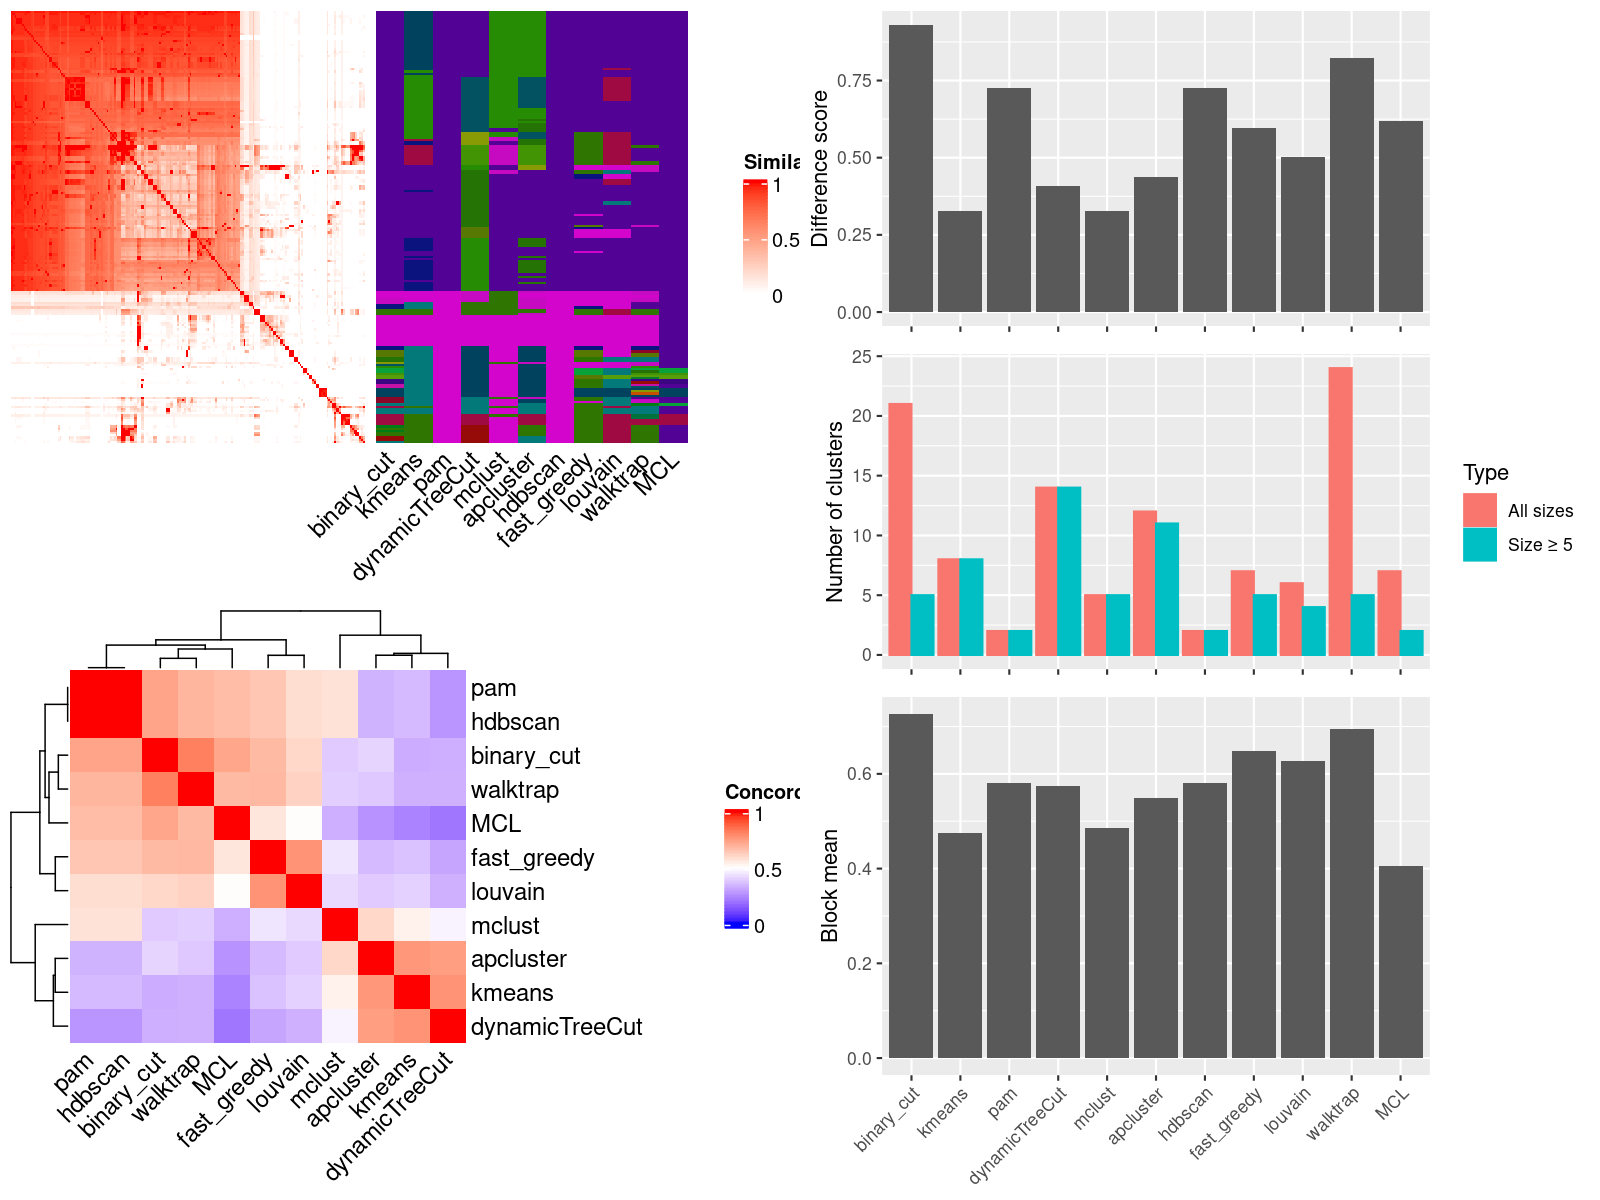 Simila
1
0.5
0
binary_cut
kmeans
pam
dynamicTreeCut
mclust
apcluster
hdbscan
fast_greedy
louvain
walktrap
MCL
pam
hdbscan
binary_cut
walktrap
MCL
fast_greedy
louvain
mclust
apcluster
kmeans
dynamicTreeCut
Concord
1
0.5
0
pam
hdbscan
binary_cut
walktrap
MCL
fast_greedy
louvain
mclust
apcluster
kmeans
dynamicTreeCut
Difference score
0.75
0.50
0.25
0.00
Number of clusters
25
20
15
10
5
0
Type
All sizes
Size ≥ 5
Block mean
0.6
0.4
0.2
0.0
binary_cut
kmeans
pam
dynamicTreeCut
mclust
apcluster
hdbscan
fast_greedy
louvain
walktrap
MCL